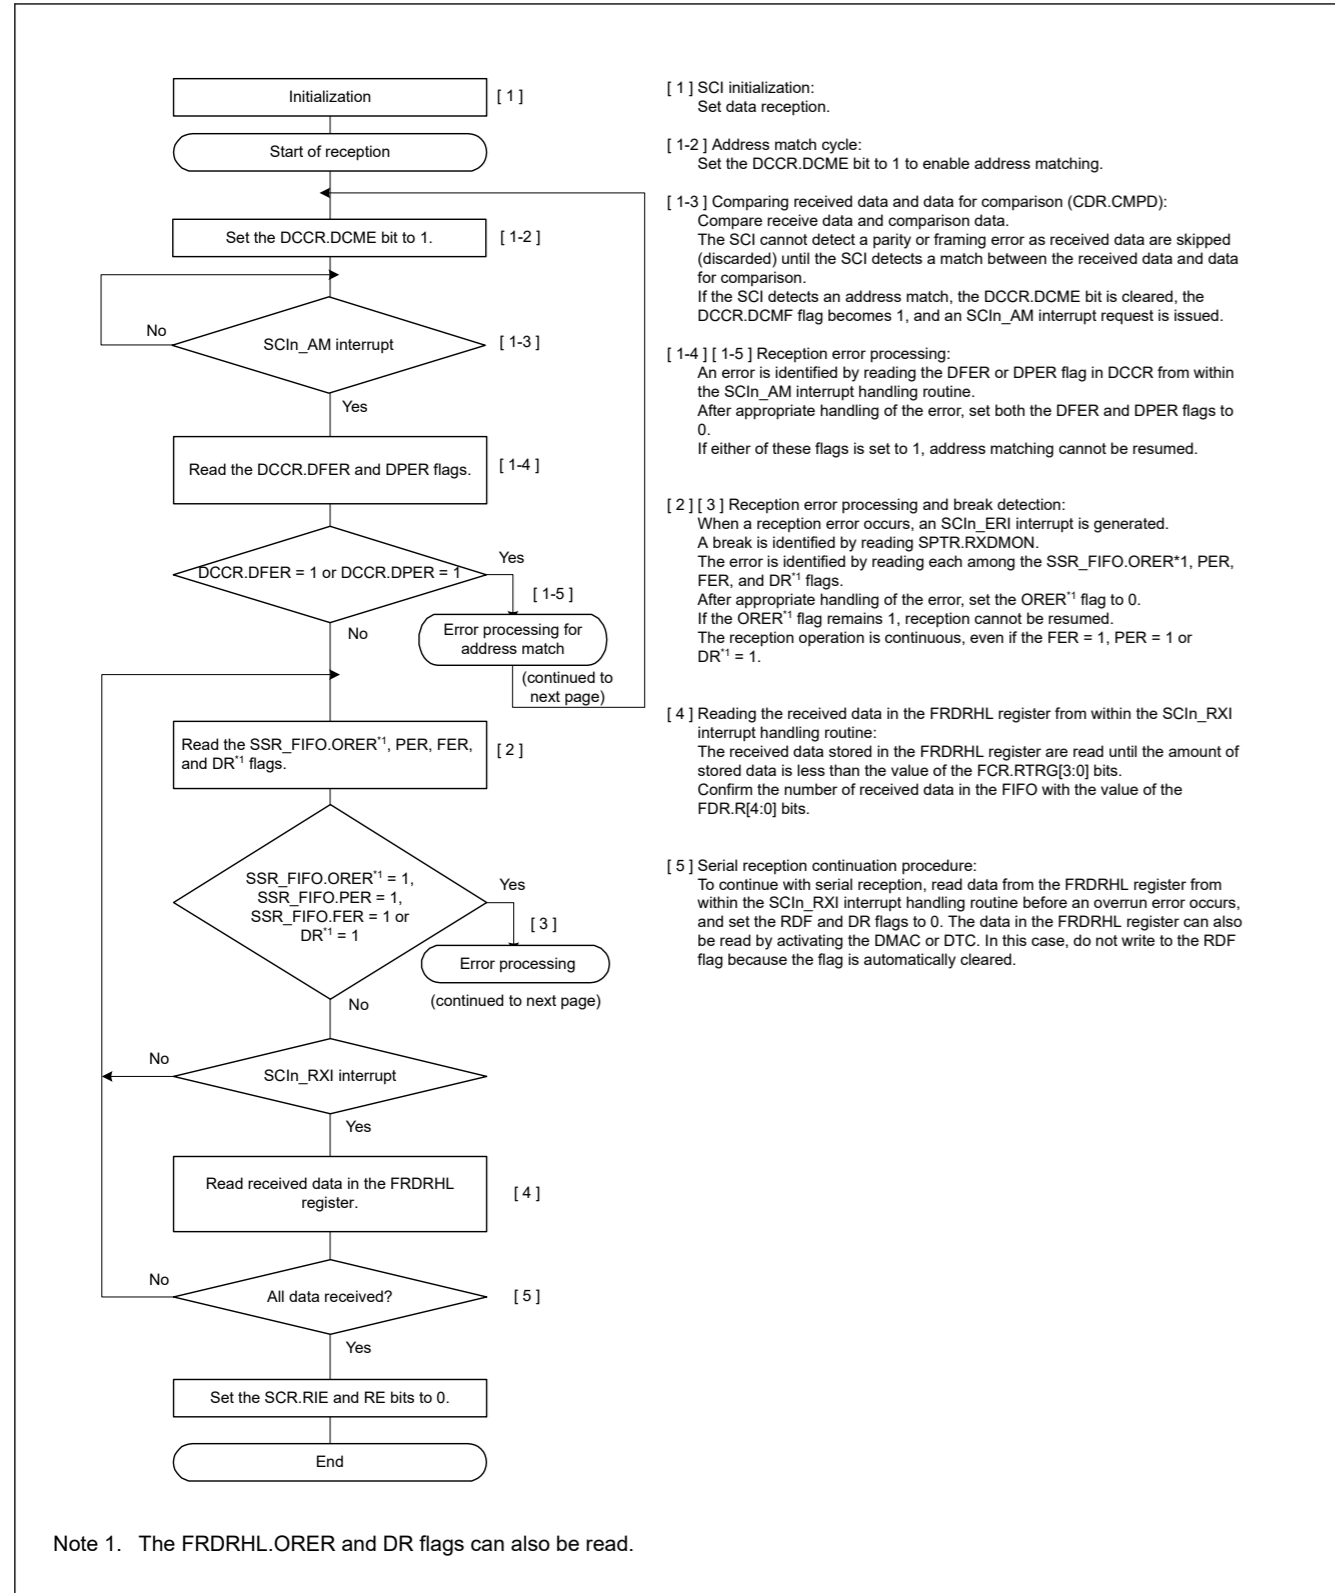 Initialization
[ 1 ]
Start of reception
Set the DCCR.DCME bit to 1.
[ 1-2 ]
No
SCIn_AM interrupt
[ 1-3 ]
Yes
Read the DCCR.DFER and DPER flags.
[ 1-4 ]
DCCR.DFER = 1 or DCCR.DPER = 1
Yes
[ 1-5 ]
No
Error processing for
address match
(continued to
next page)
Read the SSR_FIFO.ORER*1, PER, FER,
and DR*1 flags.
[ 2 ]
SSR_FIFO.ORER*1 = 1,
SSR_FIFO.PER = 1,
SSR_FIFO.FER = 1 or
DR*1 = 1
Yes
[ 3 ]
Error processing
(continued to next page)
No
No
SCIn_RXI interrupt
Yes
Read received data in the FRDRHL
register.
[ 4 ]
No
All data received?
[ 5 ]
Yes
Set the SCR.RIE and RE bits to 0.
End
[ 1 ] SCI initialization:
Set data reception.
[ 1-2 ] Address match cycle:
Set the DCCR.DCME bit to 1 to enable address matching.
[ 1-3 ] Comparing received data and data for comparison (CDR.CMPD):
Compare receive data and comparison data.
The SCI cannot detect a parity or framing error as received data are skipped
(discarded) until the SCI detects a match between the received data and data
for comparison.
If the SCI detects an address match, the DCCR.DCME bit is cleared, the
DCCR.DCMF flag becomes 1, and an SCIn_AM interrupt request is issued.
[ 1-4 ] [ 1-5 ] Reception error processing:
An error is identified by reading the DFER or DPER flag in DCCR from within
the SCIn_AM interrupt handling routine.
After appropriate handling of the error, set both the DFER and DPER flags to
0.
If either of these flags is set to 1, address matching cannot be resumed.
[ 2 ] [ 3 ] Reception error processing and break detection:
When a reception error occurs, an SCIn_ERI interrupt is generated.
A break is identified by reading SPTR.RXDMON.
The error is identified by reading each among the SSR_FIFO.ORER*1, PER,
FER, and DR*1 flags.
After appropriate handling of the error, set the ORER*1 flag to 0.
If the ORER*1 flag remains 1, reception cannot be resumed.
The reception operation is continuous, even if the FER = 1, PER = 1 or
DR*1 = 1.
[ 4 ] Reading the received data in the FRDRHL register from within the SCIn_RXI
interrupt handling routine:
The received data stored in the FRDRHL register are read until the amount of
stored data is less than the value of the FCR.RTRG[3:0] bits.
Confirm the number of received data in the FIFO with the value of the
FDR.R[4:0] bits.
[ 5 ] Serial reception continuation procedure:
To continue with serial reception, read data from the FRDRHL register from
within the SCIn_RXI interrupt handling routine before an overrun error occurs,
and set the RDF and DR flags to 0. The data in the FRDRHL register can also
be read by activating the DMAC or DTC. In this case, do not write to the RDF
flag because the flag is automatically cleared.
Note 1. The FRDRHL.ORER and DR flags can also be read.